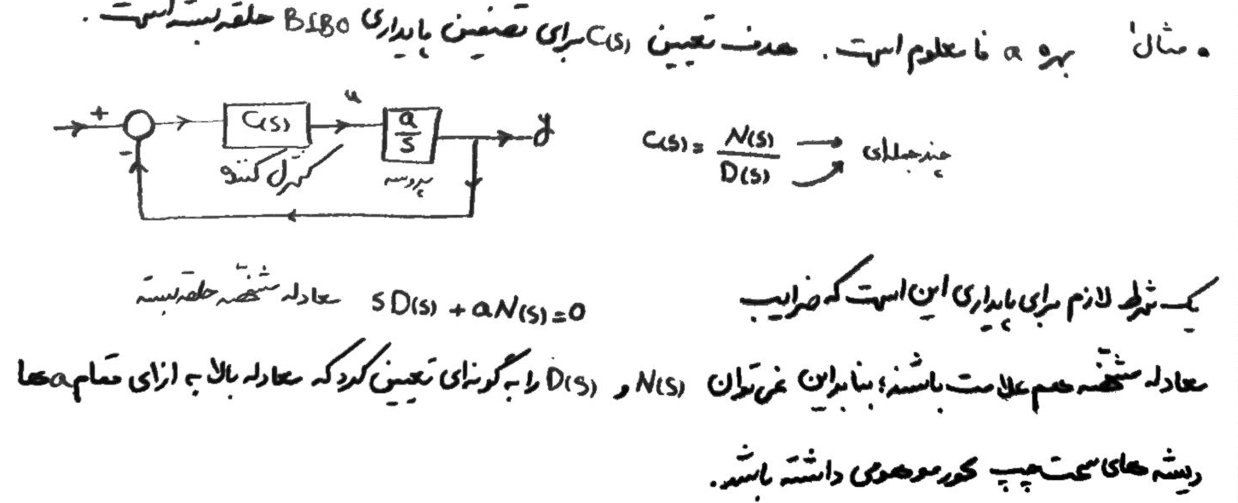 • مثال: بهره a نامعلوم است. هدف تعیین C(s) برای تضمین پایداری BIBO حلقه بسته است.
+ - C(s) u a/s y
کنترل کننده پروسه
C(s) = N(s)/D(s) چندجمله‌ای
یک شرط لازم برای پایداری این است که ضرایب sD(s) + aN(s) = 0 معادله مشخصه حلقه بسته
معادله مشخصه هم علامت باشند؛ بنابراین نمی‌توان N(s) و D(s) را به گونه‌ای تعیین کرد که معادله بالا به ازای تمام a ها
ریشه های سمت چپ محور موهومی داشته باشد.